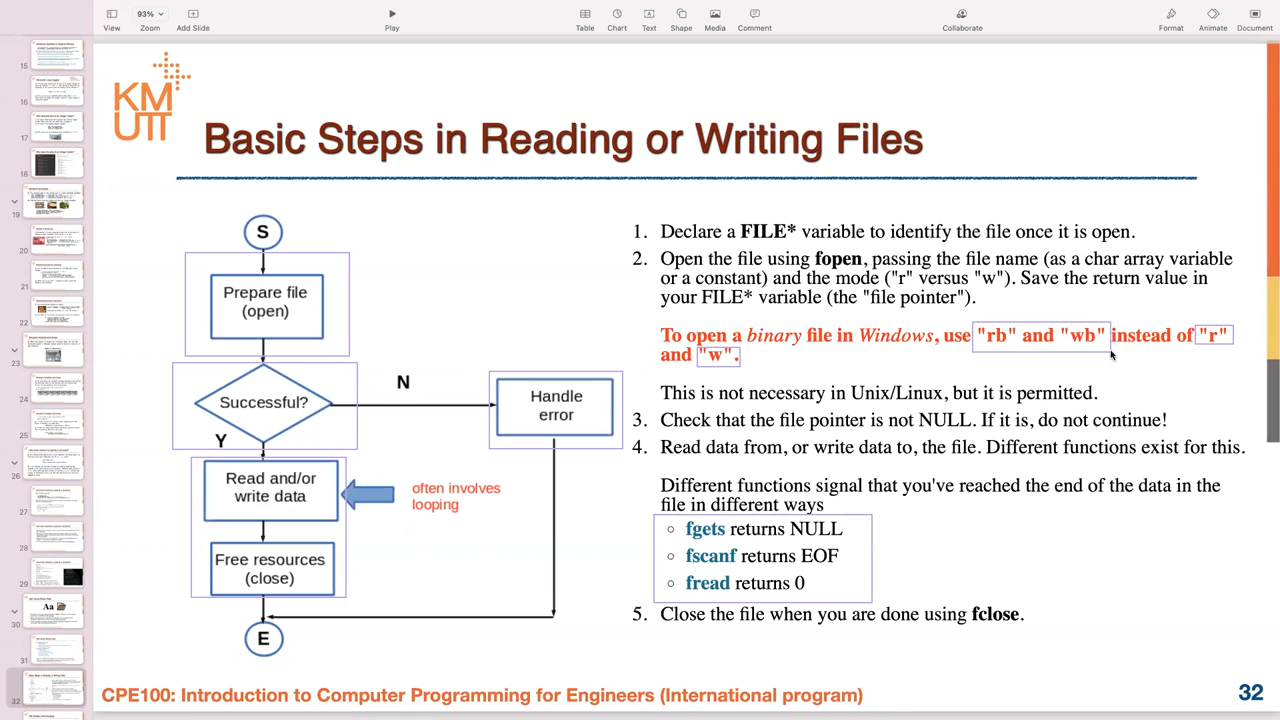 View
93%
Zoom
Add Slide
Play
Table
Chart
Text
Shape
Media
Comment
Collaborate
Format
Animate
Document
KM
UTT
Basic Steps in Reading or Writing Files
S
Prepare file
(open)
Successful?
N
Handle
error
Y
Read and/or
write data
often involves
looping
Free resource
(close)
E
1. Declare a FILE* variable to identify the file once it is open.
2. Open the file using fopen, passing the file name (as a char array variable
or a constant) and the mode ("r" versus "w"). Save the return value in
your FILE* variable (the "file pointer").
To open a binary file in Windows, use "rb" and "wb" instead of "r"
and "w".
This is not necessary in Unix/Linux, but it is permitted.
3. Check that file pointer is not NULL. If it is, do not continue!
4. Read data from, or write data to the file. Different functions exist for this.
Different functions signal that you've reached the end of the data in the
file in different ways
fgets returns NULL
fscanf returns EOF
fread returns 0
5. Close the file when you are done using fclose.
CPE100: Introduction to Computer Programming for Engineers (International program)
32